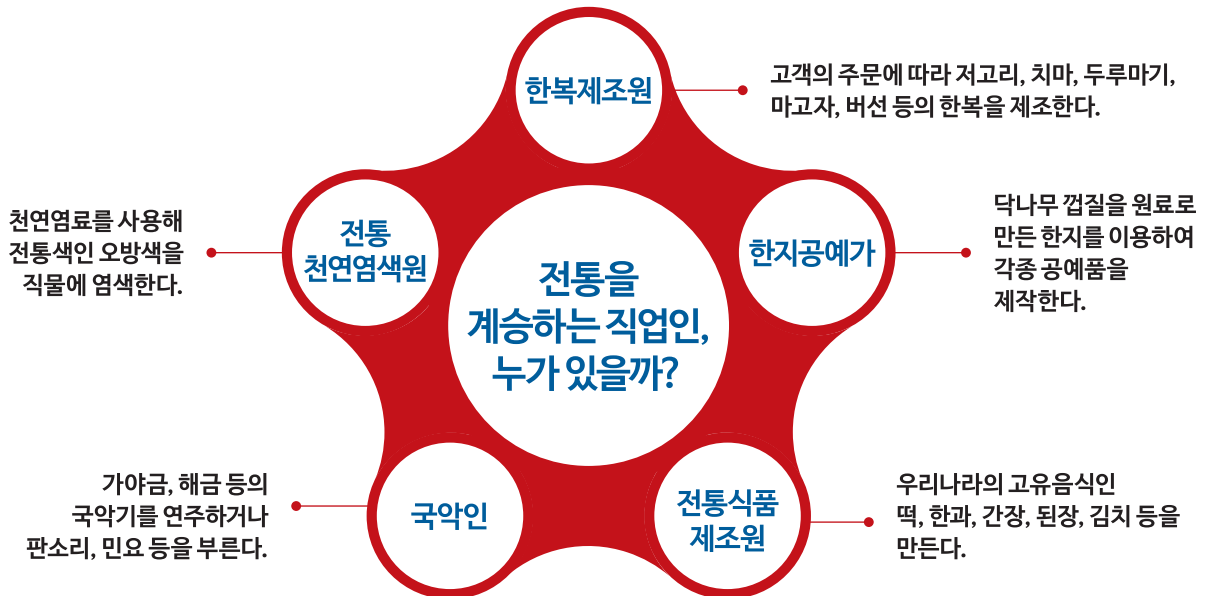 한복제조원
고객의 주문에 따라 저고리, 치마, 두루마기,
마고자, 버선 등의 한복을 제조한다.
천연염료를 사용해
전통색인 오방색을
직물에 염색한다.
전통
천연염색원
한지공예가
닥나무 껍질을 원료로
만든 한지를 이용하여
각종 공예품을
제작한다.
전통을
계승하는 직업인,
누가 있을까?
가야금, 해금 등의
국악기를 연주하거나
판소리, 민요 등을 부른다.
국악인
전통식품
제조원
우리나라의 고유음식인
떡, 한과, 간장, 된장, 김치 등을
만든다.